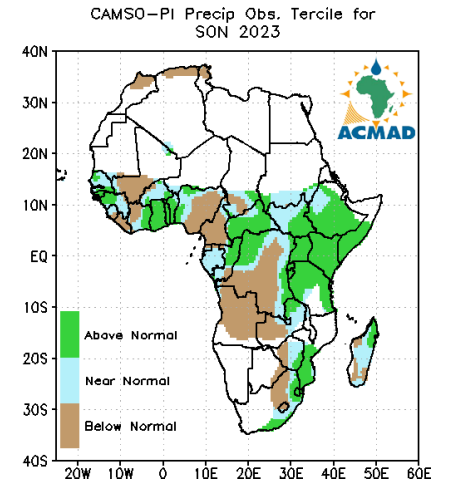 CAMSO-PI Precip Obs. Tercile for
SON 2023
ACMAD
40N
30N
20N
10N
EQ
10S
20S
30S
40S
Above Normal
Near Normal
Below Normal
20W 10W 0 10E 20E 30E 40E 50E 60E